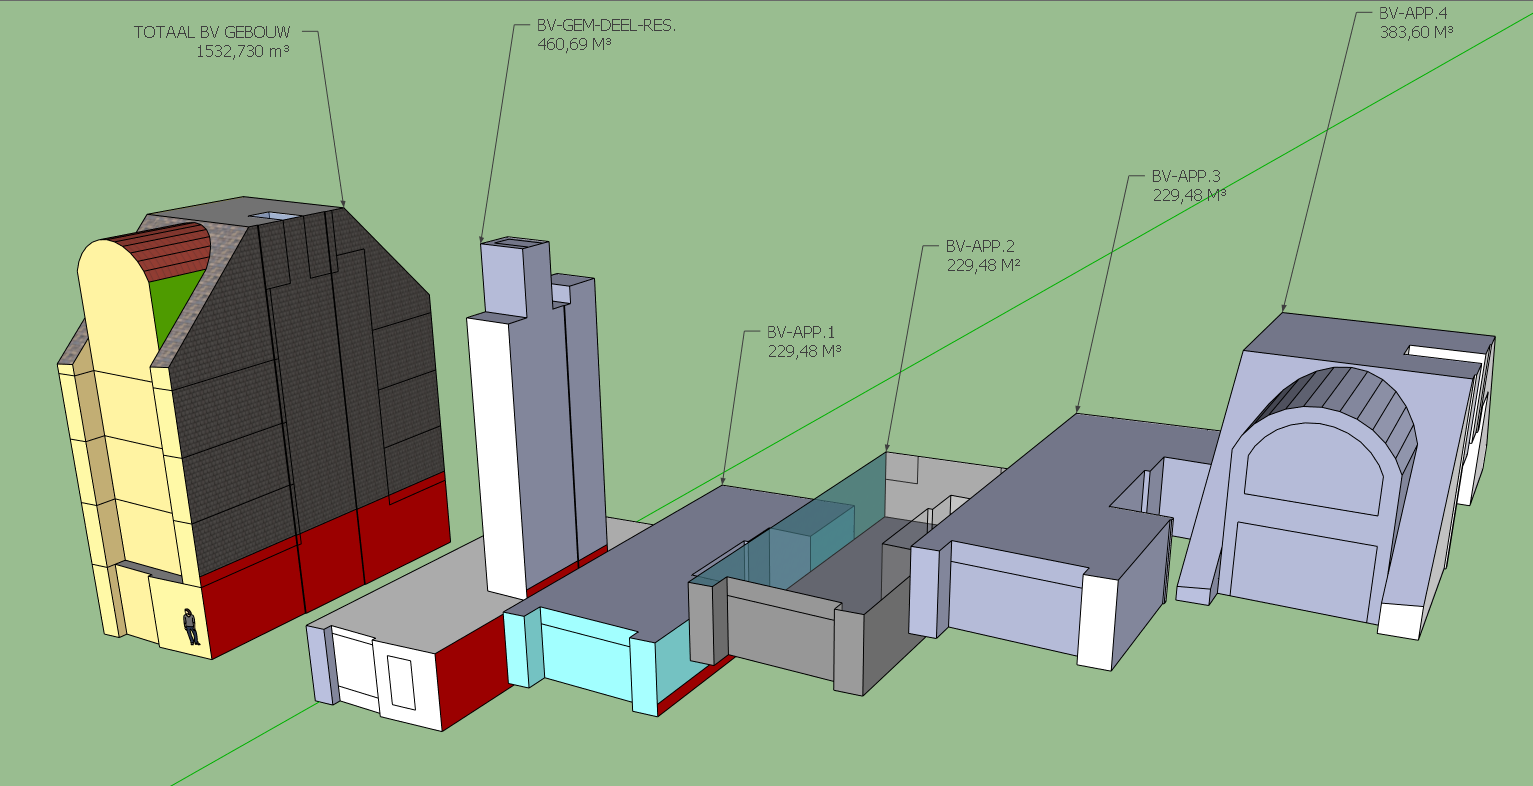 TOTAAL BV GEBOUW
1532,730 m³
BV-GEM-DEEL-RES.
460,69 M³
BV-APP.1
229,48 M³
BV-APP.2
229,48 M²
BV-APP.3
229,48 M³
BV-APP.4
383,60 M³